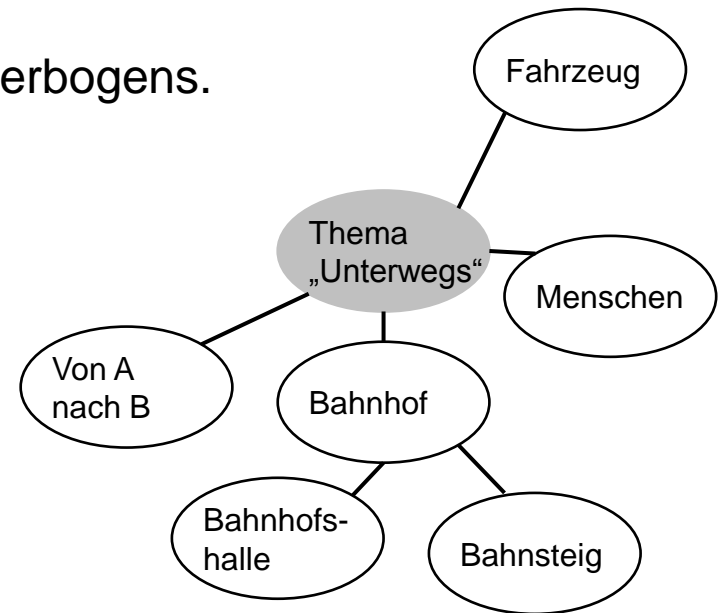 erbogens.
Fahrzeug
Thema
„Unterwegs“
Menschen
Von A
nach B
Bahnhof
Bahnhofs-
halle
Bahnsteig